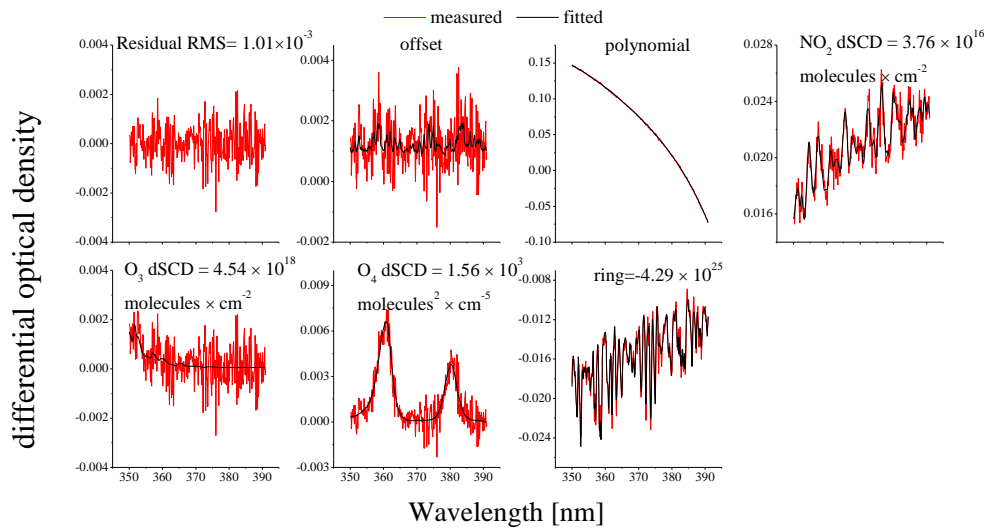 measured fitted
Residual RMS= 1.01×10⁻³
offset
polynomial
NO₂ dSCD = 3.76 × 10¹⁶
molecules × cm⁻²
0.004
0.002
0.000
-0.002
-0.004
0.004
0.002
0.000
-0.002
0.15
0.10
0.05
0.00
-0.05
-0.10
0.028
0.024
0.020
0.016
O₃ dSCD = 4.54 × 10¹⁸
molecules × cm⁻²
O₄ dSCD = 1.56 × 10³
molecules² × cm⁻⁵
ring=-4.29 × 10²⁵
0.004
0.002
0.000
-0.002
-0.004
0.009
0.006
0.003
0.000
-0.003
-0.008
-0.012
-0.016
-0.020
-0.024
350 360 370 380 390
350 360 370 380 390
350 360 370 380 390
differential optical density
Wavelength [nm]